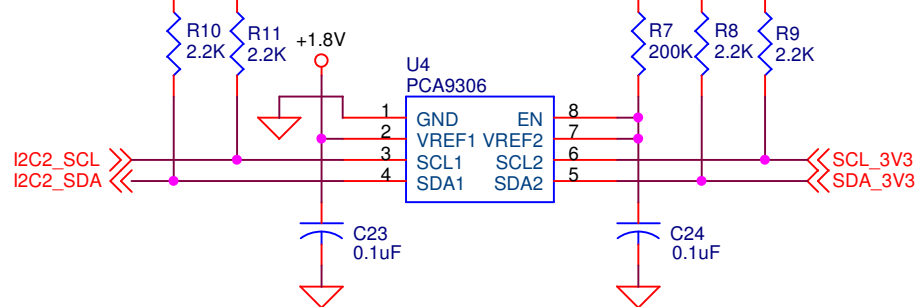 R10
2.2K
R11
2.2K
+1.8V
R7
200K
R8
2.2K
R9
2.2K
U4
PCA9306
1 GND EN 8
2 VREF1 VREF2 7
I2C2_SCL 3 SCL1 SCL2 6 SCL_3V3
I2C2_SDA 4 SDA1 SDA2 5 SDA_3V3
C23
0.1uF
C24
0.1uF